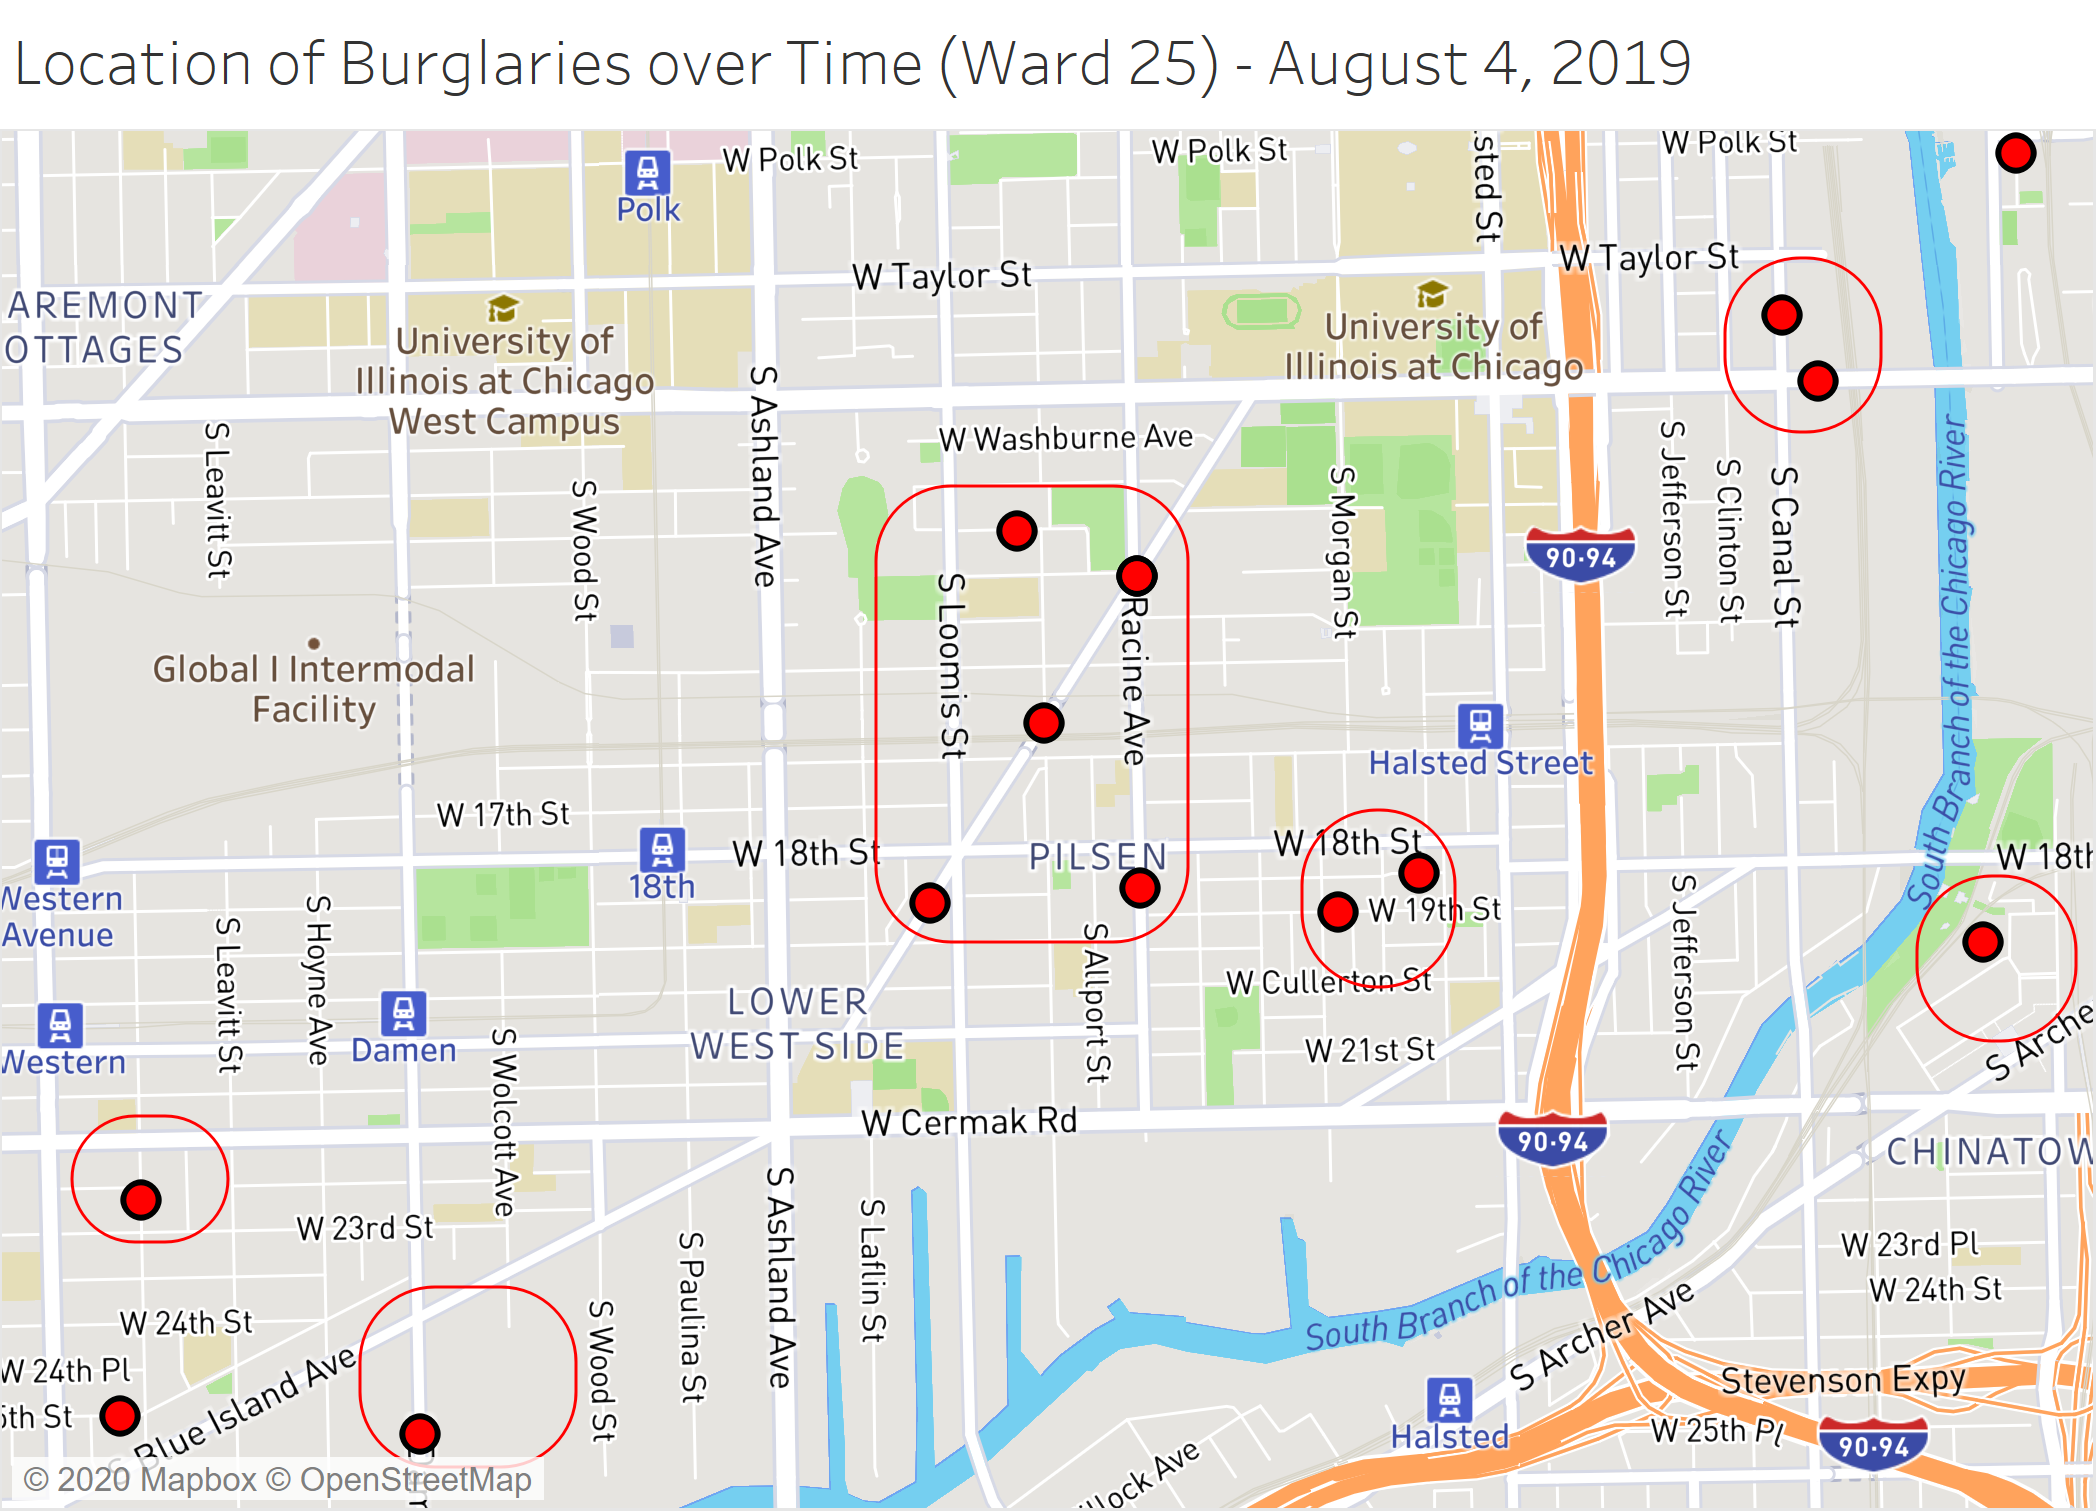 Location of Burglaries over Time (Ward 25) - August 4, 2019
W Polk St
W Polk St
W Polk St
Polk
sted St
W Taylor St
W Taylor St
AREMONT
OTTAGES
University of
Illinois at Chicago
West Campus
University of
Illinois at Chicago
S Ashland Ave
W Washburne Ave
S Leavitt St
S Wood St
S Morgan St
S Jefferson St
S Clinton St
S Canal St
South Branch of the Chicago River
90-94
S Loomis St
Racine Ave
Global I Intermodal
Facility
Halsted Street
W 17th St
W 18th St
18th
PILSEN
W 18th St
W 18th
Western
Avenue
W 19th St
S Leavitt St
S Hoyne Ave
S Allport St
S Jefferson St
W Cullerton St
LOWER
WEST SIDE
Western
Damen
S Wolcott Ave
W 21st St
S Arche
W Cermak Rd
90-94
CHINATOW
W 23rd St
S Ashland Ave
S Laflin St
S Paulina St
S Wood St
W 23rd Pl
W 24th St
W 24th St
W 24th Pl
5th St
S Blue Island Ave
South Branch of the Chicago River
S Archer Ave
Stevenson Expy
W 25th Pl
90-94
Halsted
llock Ave
© 2020 Mapbox © OpenStreetMap